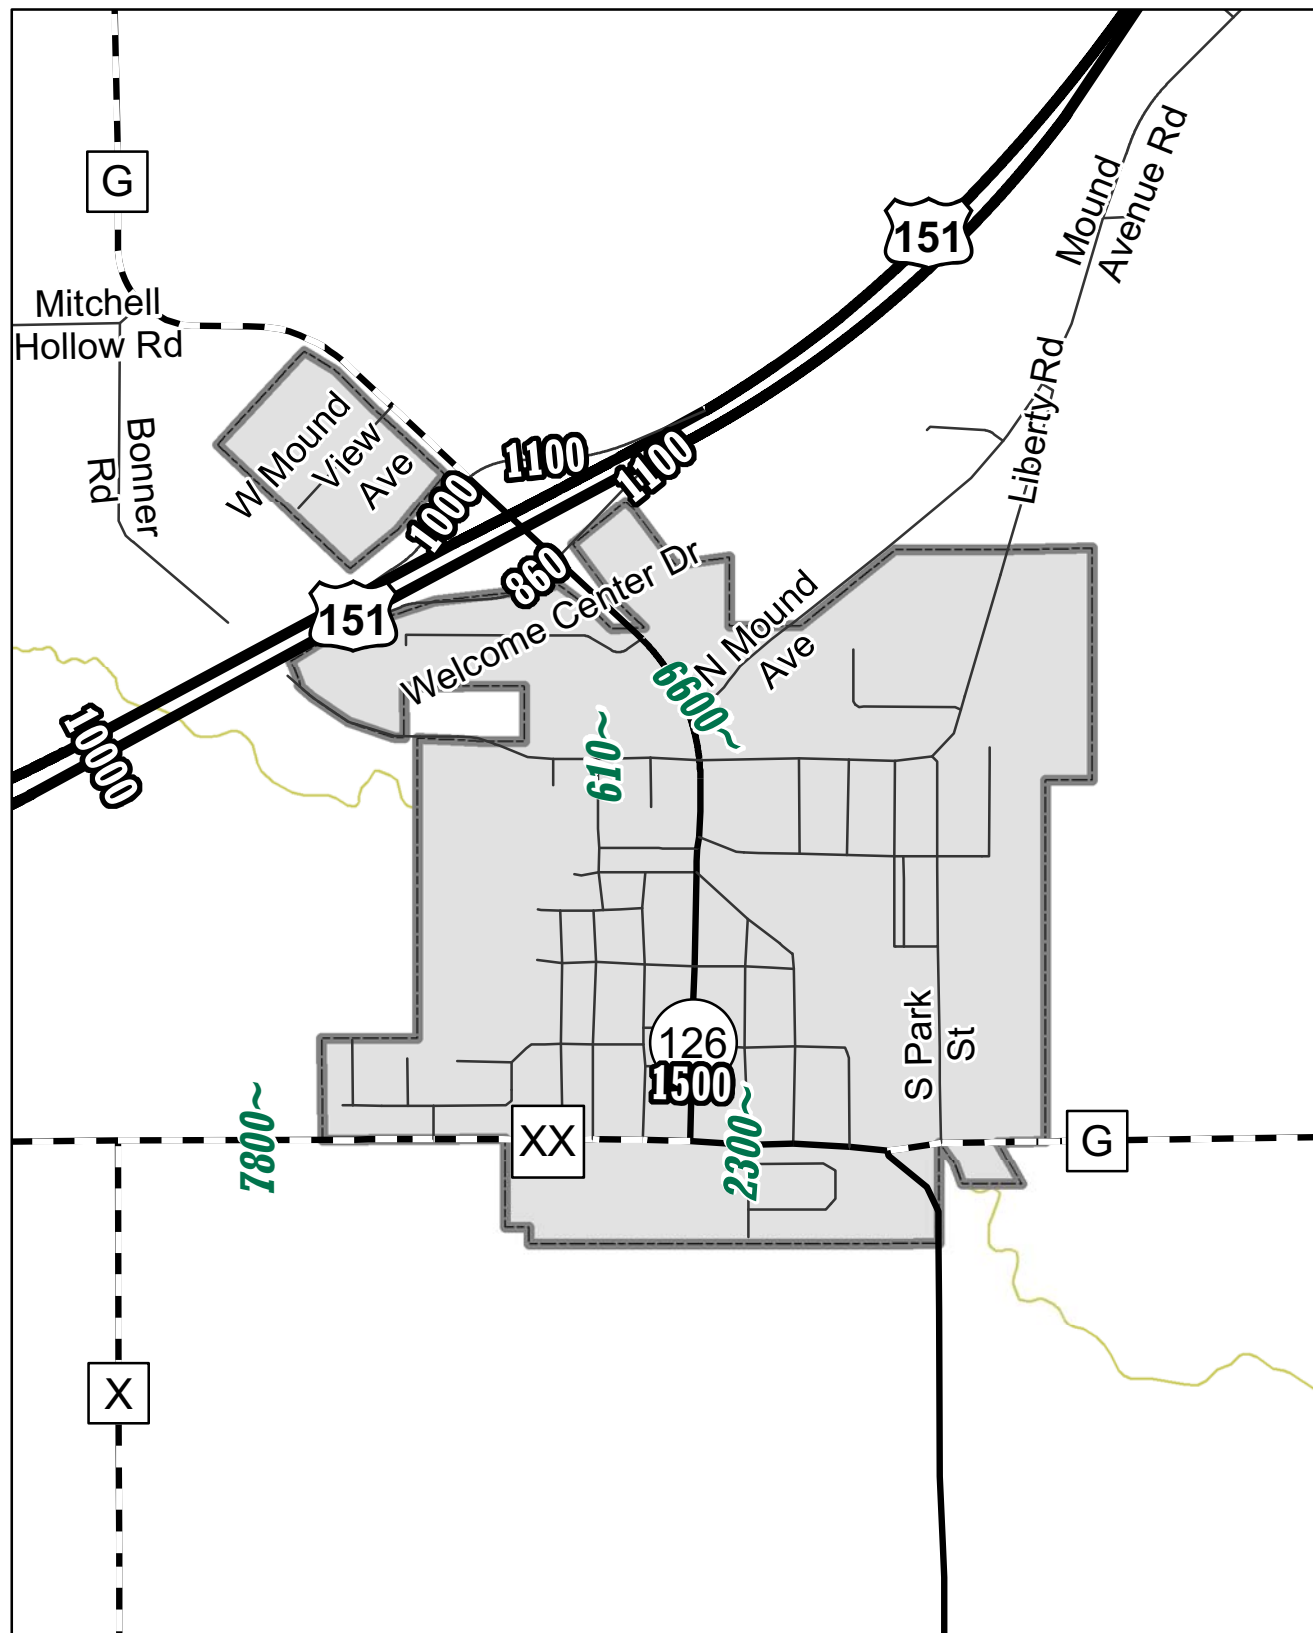 G
151
Mound
Avenue Rd
Mitchell
Hollow Rd
Liberty Rd
W Mound
View
Ave
Bonner
Rd
1100
1100
1000
860
151
Welcome Center Dr
N Mound
Ave
6600~
610~
10000
126
1500
S Park
St
7800~
XX
2300~
G
X